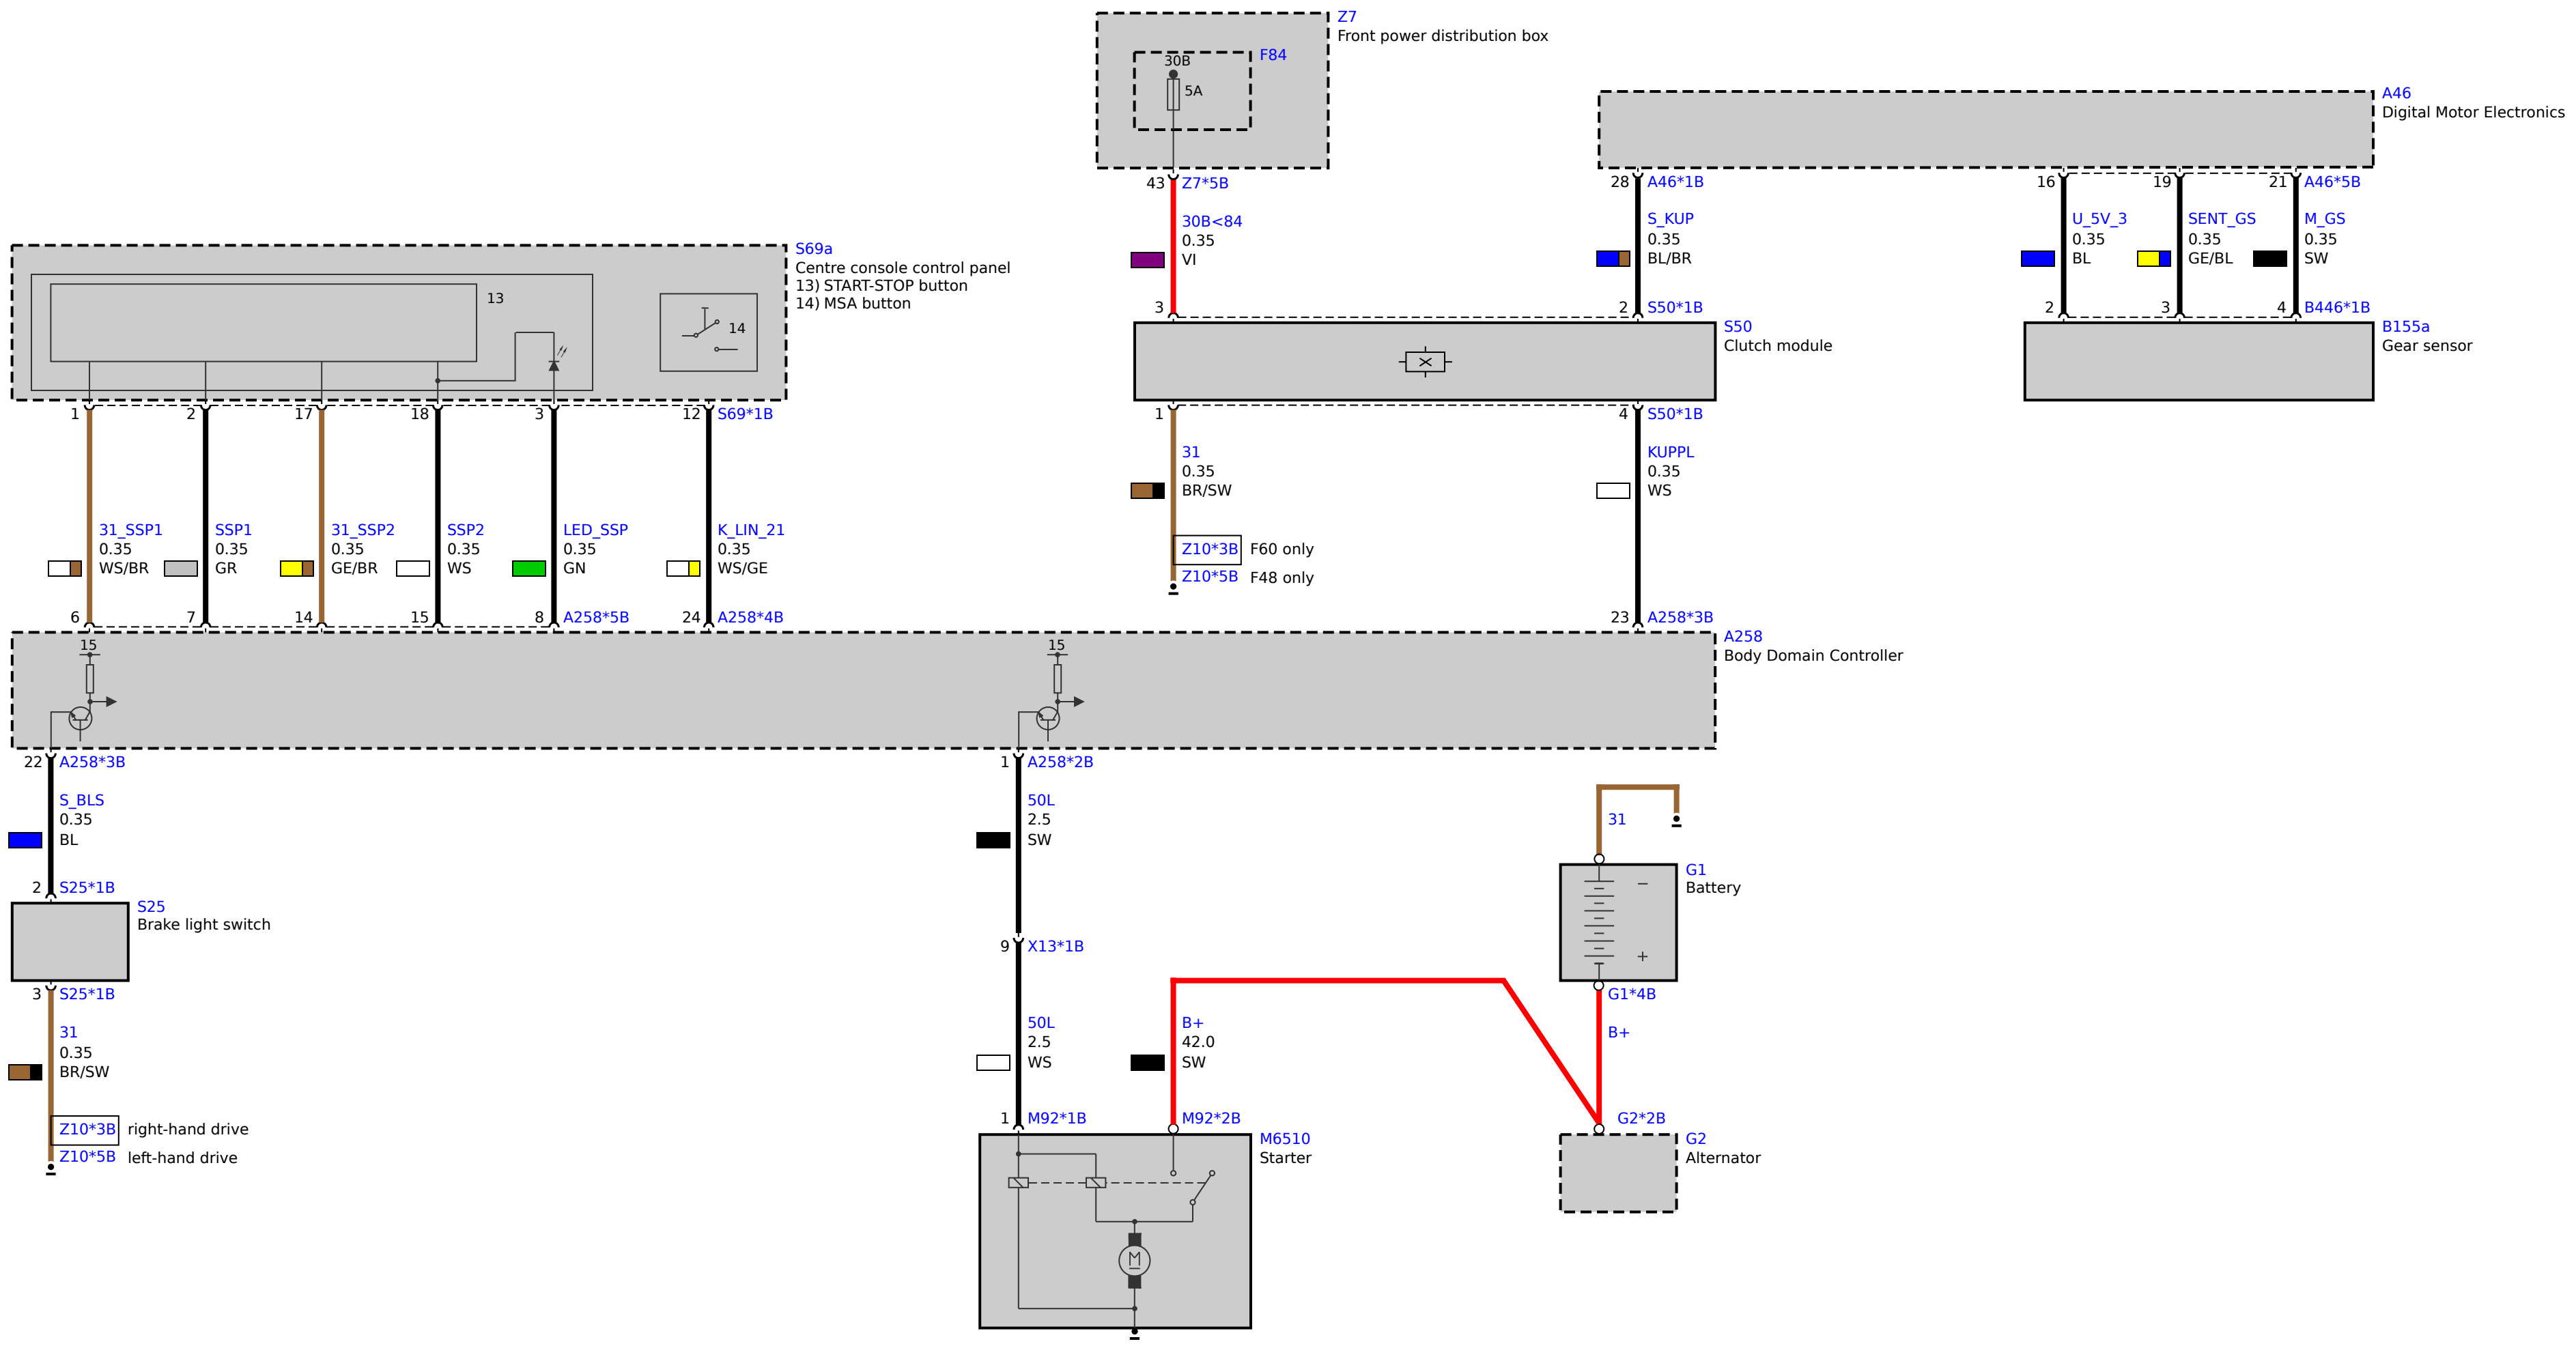 Z7
Front power distribution box
F84
30B
5A
A46
Digital Motor Electronics
43 Z7*5B
30B<84
0.35
VI
3
28 A46*1B
S_KUP
0.35
BL/BR
2 S50*1B
16
U_5V_3
0.35
BL
2
19
SENT_GS
0.35
GE/BL
3
21 A46*5B
M_GS
0.35
SW
4 B446*1B
S69a
Centre console control panel
13) START-STOP button
14) MSA button
13
14
S50
Clutch module
B155a
Gear sensor
1
31_SSP1
0.35
WS/BR
6
2
SSP1
0.35
GR
7
17
31_SSP2
0.35
GE/BR
14
18
SSP2
0.35
WS
15
3
LED_SSP
0.35
GN
8 A258*5B
12 S69*1B
K_LIN_21
0.35
WS/GE
24 A258*4B
1
31
0.35
BR/SW
Z10*3B F60 only
Z10*5B F48 only
4 S50*1B
KUPPL
0.35
WS
23 A258*3B
A258
Body Domain Controller
15
15
22 A258*3B
S_BLS
0.35
BL
2 S25*1B
S25
Brake light switch
3 S25*1B
31
0.35
BR/SW
Z10*3B right-hand drive
Z10*5B left-hand drive
1 A258*2B
50L
2.5
SW
9 X13*1B
50L
2.5
WS
1 M92*1B
B+
42.0
SW
M92*2B
M6510
Starter
M
31
G1
Battery
−
+
G1*4B
B+
G2*2B
G2
Alternator